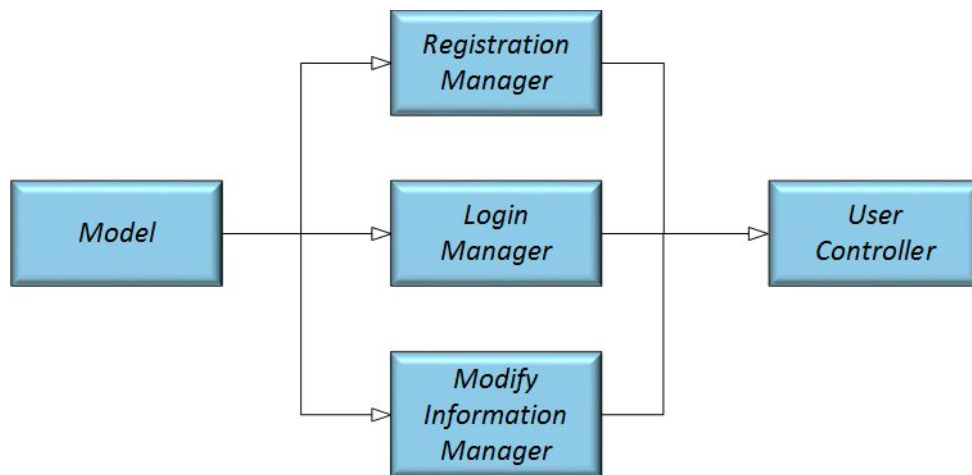 Registration
Manager
Model
Login
Manager
User
Controller
Modify
Information
Manager